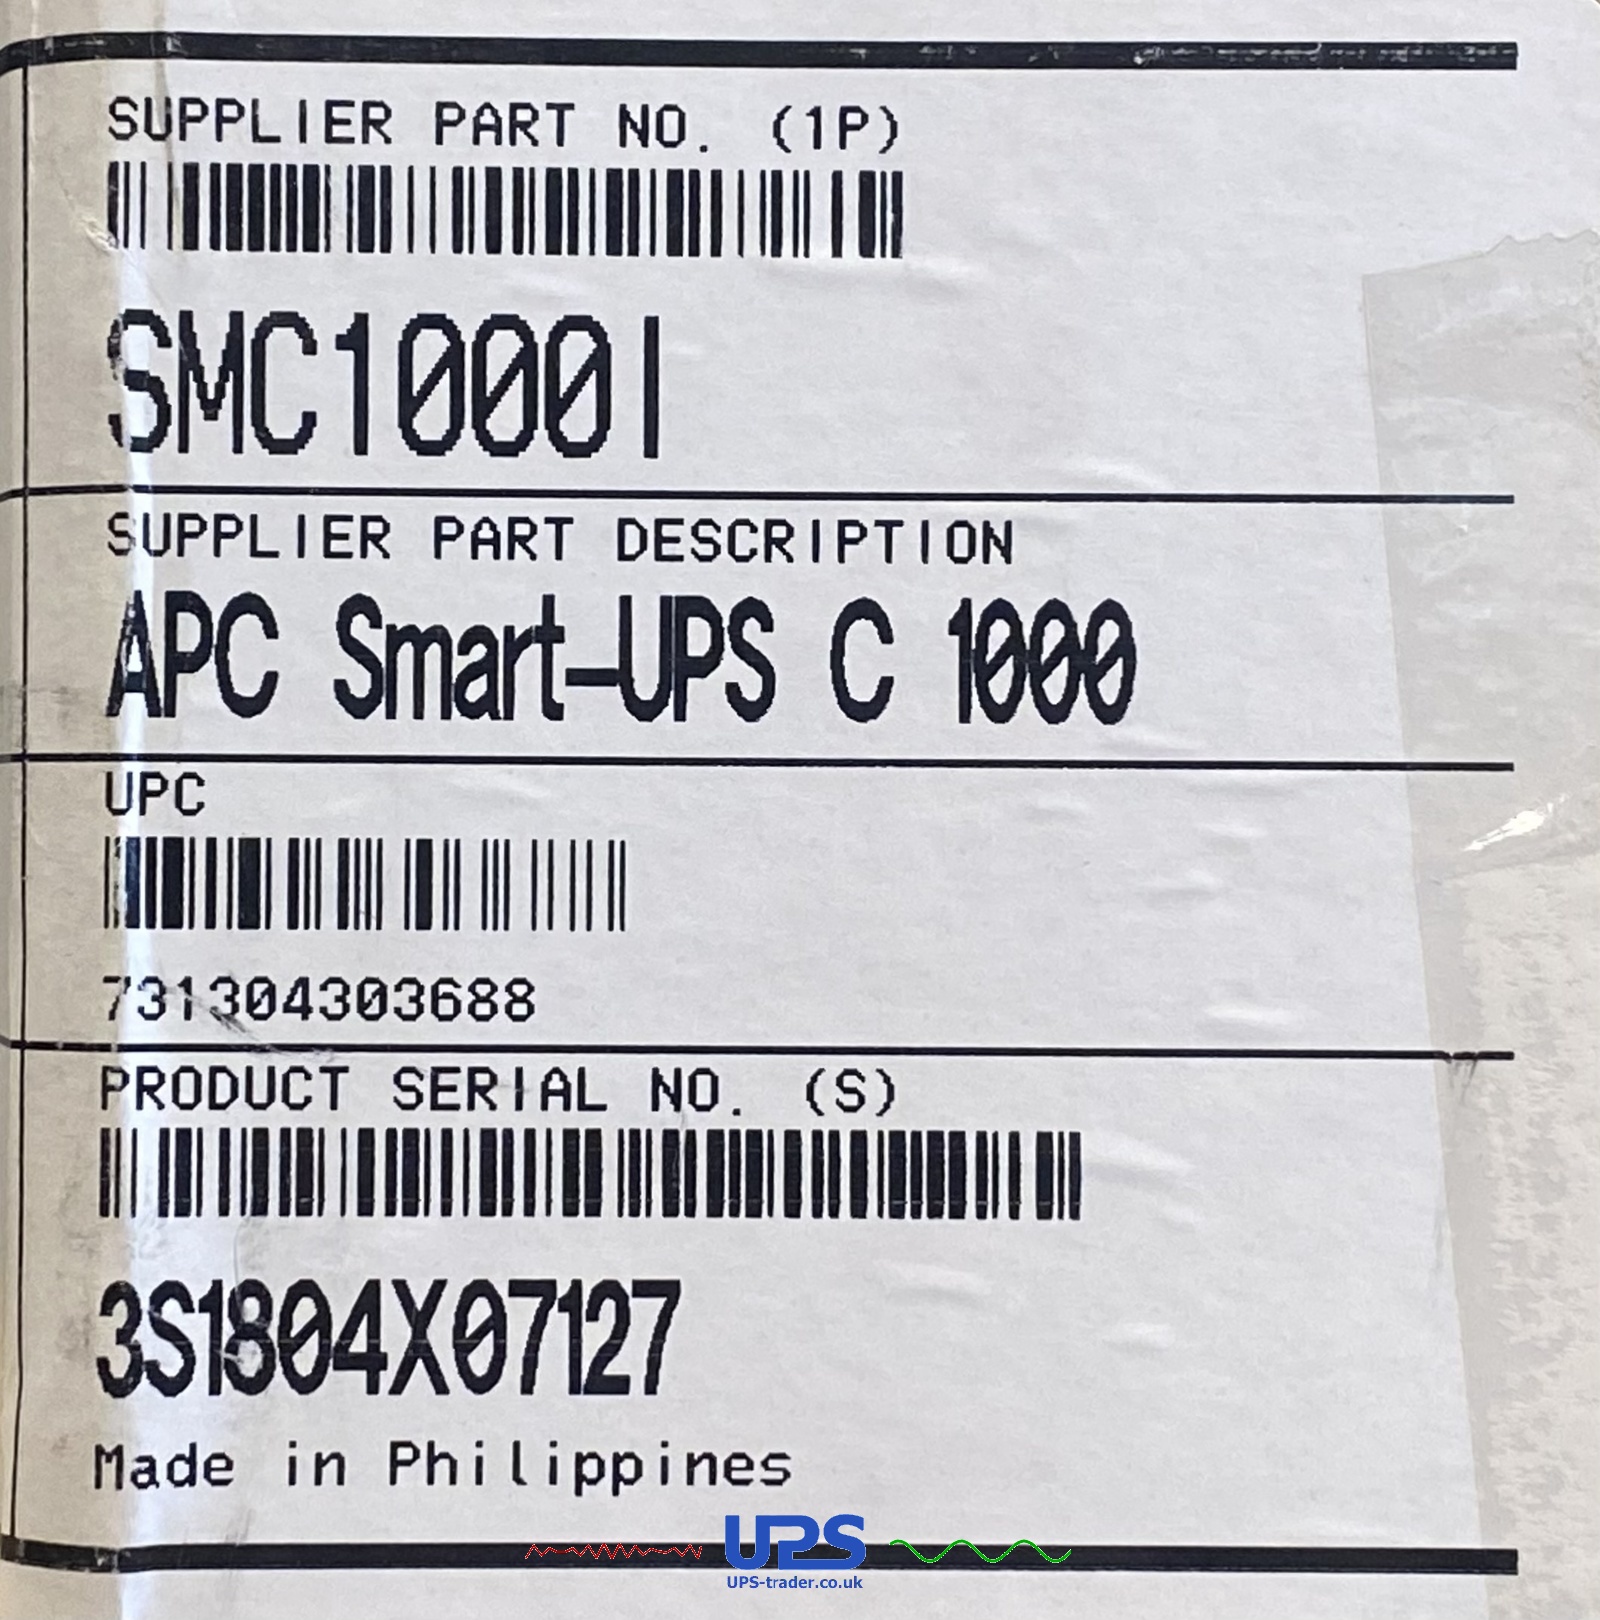 SUPPLIER PART NO. (1P)
SMC1000I
SUPPLIER PART DESCRIPTION
APC Smart-UPS C 1000
UPC
731304303688
PRODUCT SERIAL NO. (S)
3S1804X07127
Made in Philippines
UPS
UPS-trader.co.uk